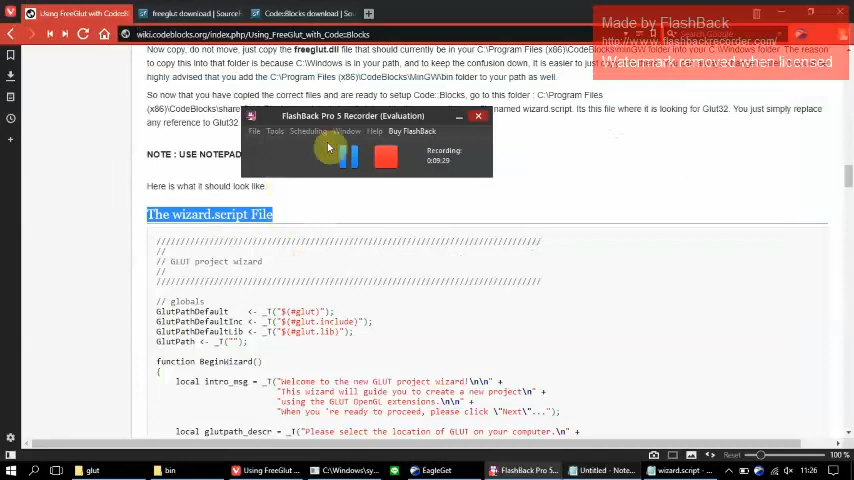 Using FreeGlut with Code::B
freeglut download | SourceI
Code::Blocks download | So
Made by FlashBack
http://www.flashbackrecorder.com/
Watermark removed when licensed
wiki.codeblocks.org/index.php/Using_FreeGlut_with_Code::Blocks
Now copy, do not move, just copy the freeglut.dll file that should currently be in your C:\Program Files (x86)\CodeBlocks\minGW folder into your C:\Windows folder. The reason
to copy this into that folder is because C:\Windows is in your path, and to keep the confusion down, It is easier to just co
highly advised that you add the C:\Program Files (x86)\CodeBlocks\MinGW\bin folder to your path as well.
So now that you have copied the correct files and are ready to setup Code::Blocks, go to this folder : C:\Program Files
(x86)\CodeBlocks\share
named wizard.script. Its this file where it is looking for Glut32. You just simply replace
any reference to Glut32
FlashBack Pro 5 Recorder (Evaluation)
File Tools Scheduling Window Help Buy FlashBack
Recording:
0:09:29
NOTE : USE NOTEPAD
Here is what it should look like.
The wizard.script File
////////////////////////////////////////////////////////////////////////////////
//
// GLUT project wizard
//
////////////////////////////////////////////////////////////////////////////////
// globals
GlutPathDefault    <- _T("$(#glut)");
GlutPathDefaultInc <- _T("$(#glut.include)");
GlutPathDefaultLib <- _T("$(#glut.lib)");
GlutPath <- _T("");
function BeginWizard()
{
local intro_msg = _T("Welcome to the new GLUT project wizard!\n\n" +
"This wizard will guide you to create a new project\n" +
"using the GLUT OpenGL extensions.\n\n" +
"When you 're ready to proceed, please click \"Next\"...");
local glutpath_descr = _T("Please select the location of GLUT on your computer.\n" +
Reset
100 %
glut
bin
Using FreeGlut ...
C:\Windows\sy...
EagleGet
FlashBack Pro 5...
Untitled - Note...
wizard.script - ...
11:26